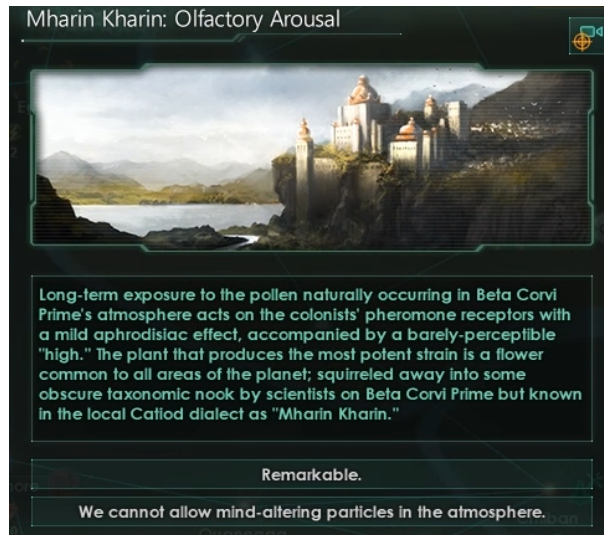 Mharin Kharin: Olfactory Arousal
Long-term exposure to the pollen naturally occurring in Beta Corvi
Prime's atmosphere acts on the colonists' pheromone receptors with
a mild aphrodisiac effect, accompanied by a barely-perceptible
"high." The plant that produces the most potent strain is a flower
common to all areas of the planet; squirreled away into some
obscure taxonomic nook by scientists on Beta Corvi Prime but known
in the local Catiod dialect as "Mharin Kharin."
Remarkable.
We cannot allow mind-altering particles in the atmosphere.